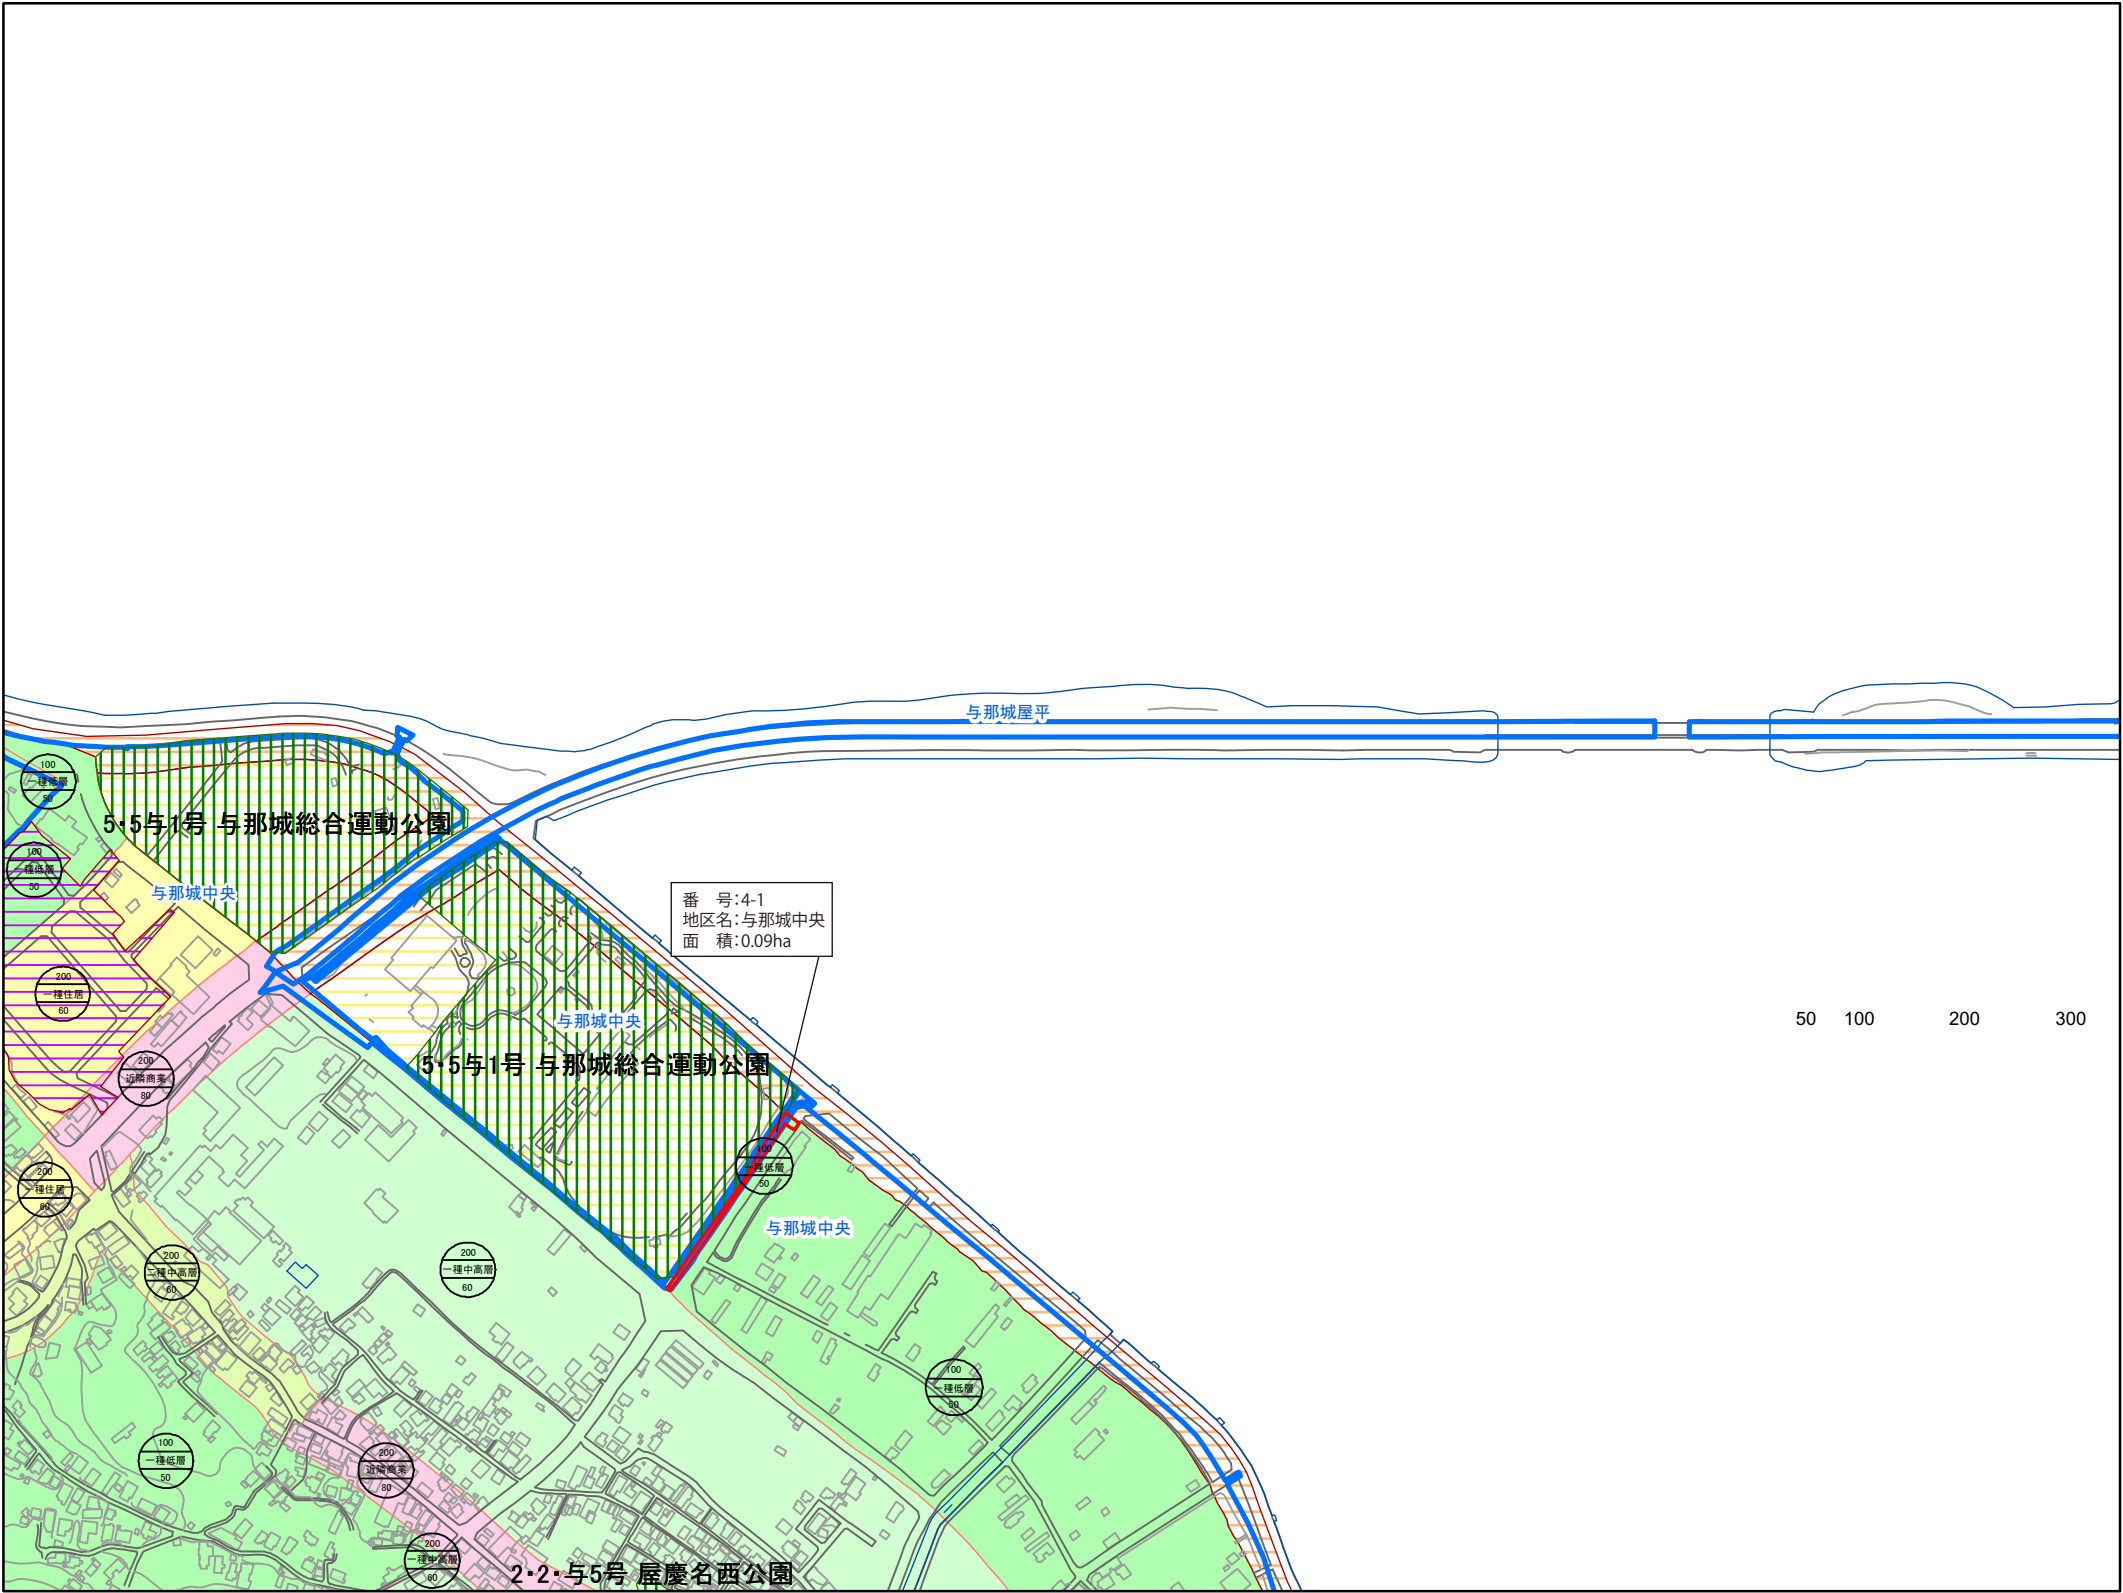 与那城屋平
100
一種低層
50
5・5与1号 与那城総合運動公園
100
一種低層
50
与那城中央
番　号:4-1
地区名:与那城中央
面　積:0.09ha
200
一種住居
60
与那城中央
50 100 200 300
5・5与1号 与那城総合運動公園
200
近隣商業
80
100
一種低層
50
200
一種住居
60
与那城中央
200
二種中高層
60
200
一種中高層
60
100
一種低層
50
100
一種低層
50
200
近隣商業
80
200
一種中高層
60
2・2・与5号 屋慶名西公園